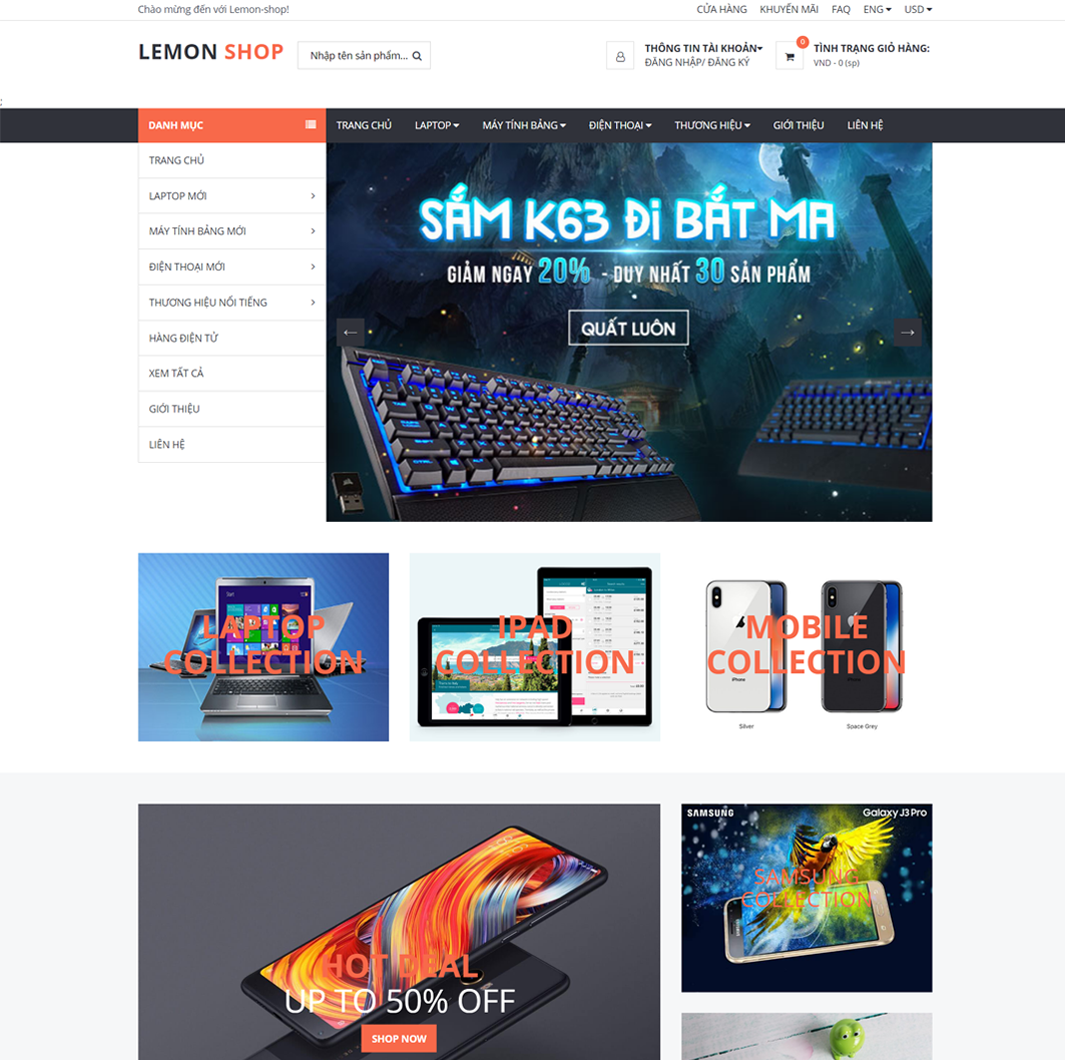 Chào mừng đến với Lemon-shop!
CỬA HÀNG KHUYẾN MÃI FAQ ENG USD
LEMON SHOP
Nhập tên sản phẩm...
THÔNG TIN TÀI KHOẢN
ĐĂNG NHẬP/ ĐĂNG KÝ
0
TÌNH TRẠNG GIỎ HÀNG:
VND - 0 (sp)
;
DANH MỤC
TRANG CHỦ LAPTOP MÁY TÍNH BẢNG ĐIỆN THOẠI THƯƠNG HIỆU GIỚI THIỆU LIÊN HỆ
TRANG CHỦ
LAPTOP MỚI
MÁY TÍNH BẢNG MỚI
ĐIỆN THOẠI MỚI
THƯƠNG HIỆU NỔI TIẾNG
HÀNG ĐIỆN TỬ
XEM TẤT CẢ
GIỚI THIỆU
LIÊN HỆ
SẮM K63 ĐI BẮT MA
GIẢM NGAY 20% - DUY NHẤT 30 SẢN PHẨM
QUẤT LUÔN
LAPTOP
COLLECTION
IPAD
COLLECTION
MOBILE
COLLECTION
iPhone
iPhone
Silver
Space Grey
HOT DEAL
UP TO 50% OFF
SHOP NOW
SAMSUNG
Galaxy J3 Pro
SAMSUNG
COLLECTION